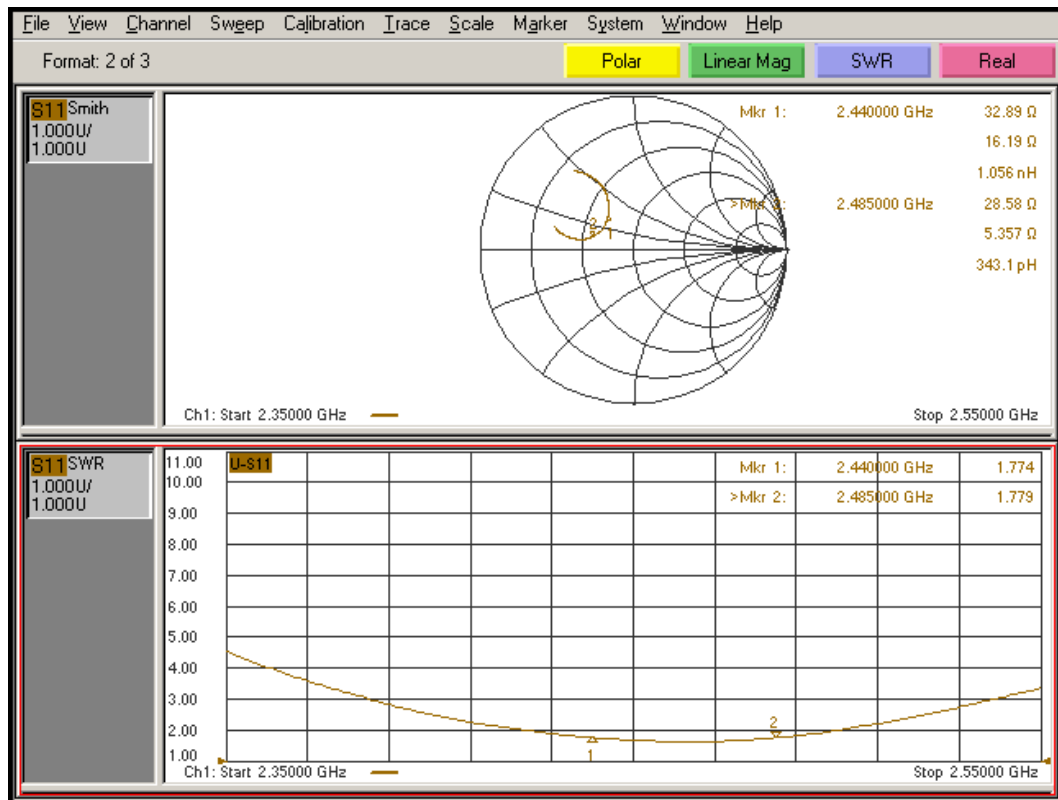 File View Channel Sweep Calibration Trace Scale Marker System Window Help
Format: 2 of 3 Polar Linear Mag SWR Real
S11 Smith
1.000U/
1.000U
Mkr 1: 2.440000 GHz 32.89 Ω
16.19 Ω
1.056 nH
>Mkr 2: 2.485000 GHz 28.58 Ω
5.357 Ω
343.1 pH
2
1
Ch1: Start 2.35000 GHz Stop 2.55000 GHz
S11 SWR
1.000U/
1.000U
U-S11
Mkr 1: 2.440000 GHz 1.774
>Mkr 2: 2.485000 GHz 1.779
11.00
10.00
9.00
8.00
7.00
6.00
5.00
4.00
3.00
2.00
1.00
2
1
Ch1: Start 2.35000 GHz Stop 2.55000 GHz